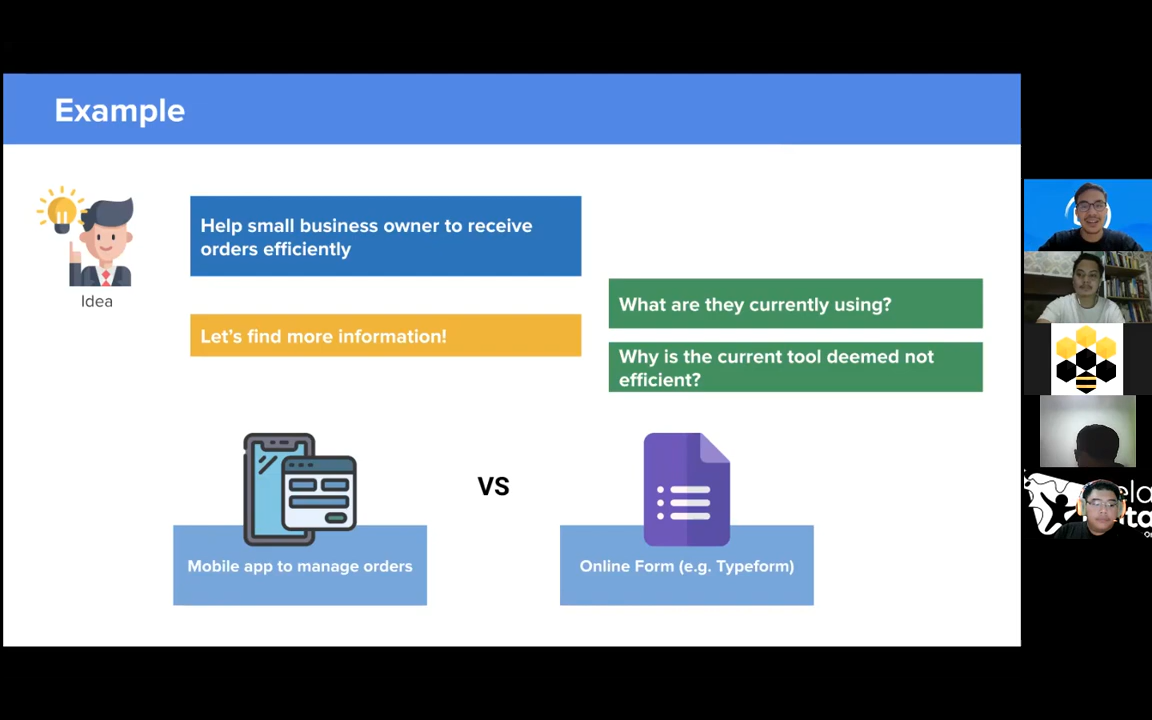 Example
Help small business owner to receive
orders efficiently
Idea
Let's find more information!
What are they currently using?
Why is the current tool deemed not
efficient?
VS
Mobile app to manage orders
Online Form (e.g. Typeform)